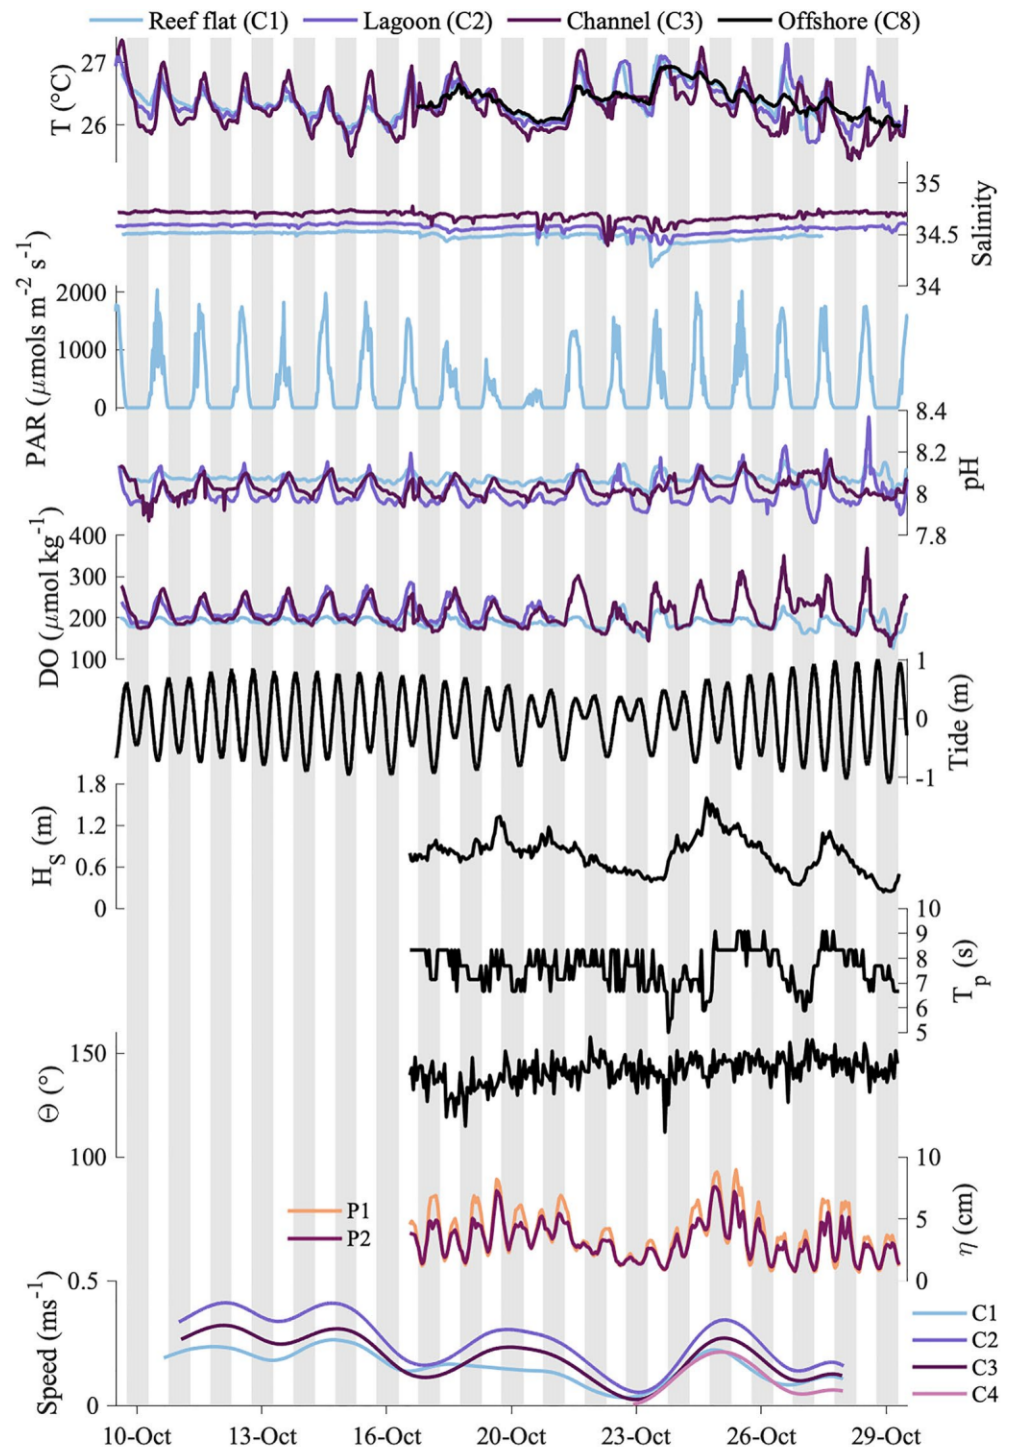 Reef flat (C1) Lagoon (C2) Channel (C3) Offshore (C8)
T (°C)
27
26
35
34.5
34
Salinity
PAR (μmols m-2 s-1)
2000
1000
0
8.4
8.2
8
7.8
pH
DO (μmol kg-1)
400
300
200
100
1
0
-1
Tide (m)
HS (m)
1.8
1.2
0.6
0
10
9
8
7
6
5
Tp (s)
Θ (°)
150
100
10
5
0
η (cm)
P1
P2
Speed (ms-1)
0.5
0
C1
C2
C3
C4
10-Oct 13-Oct 16-Oct 20-Oct 23-Oct 26-Oct 29-Oct